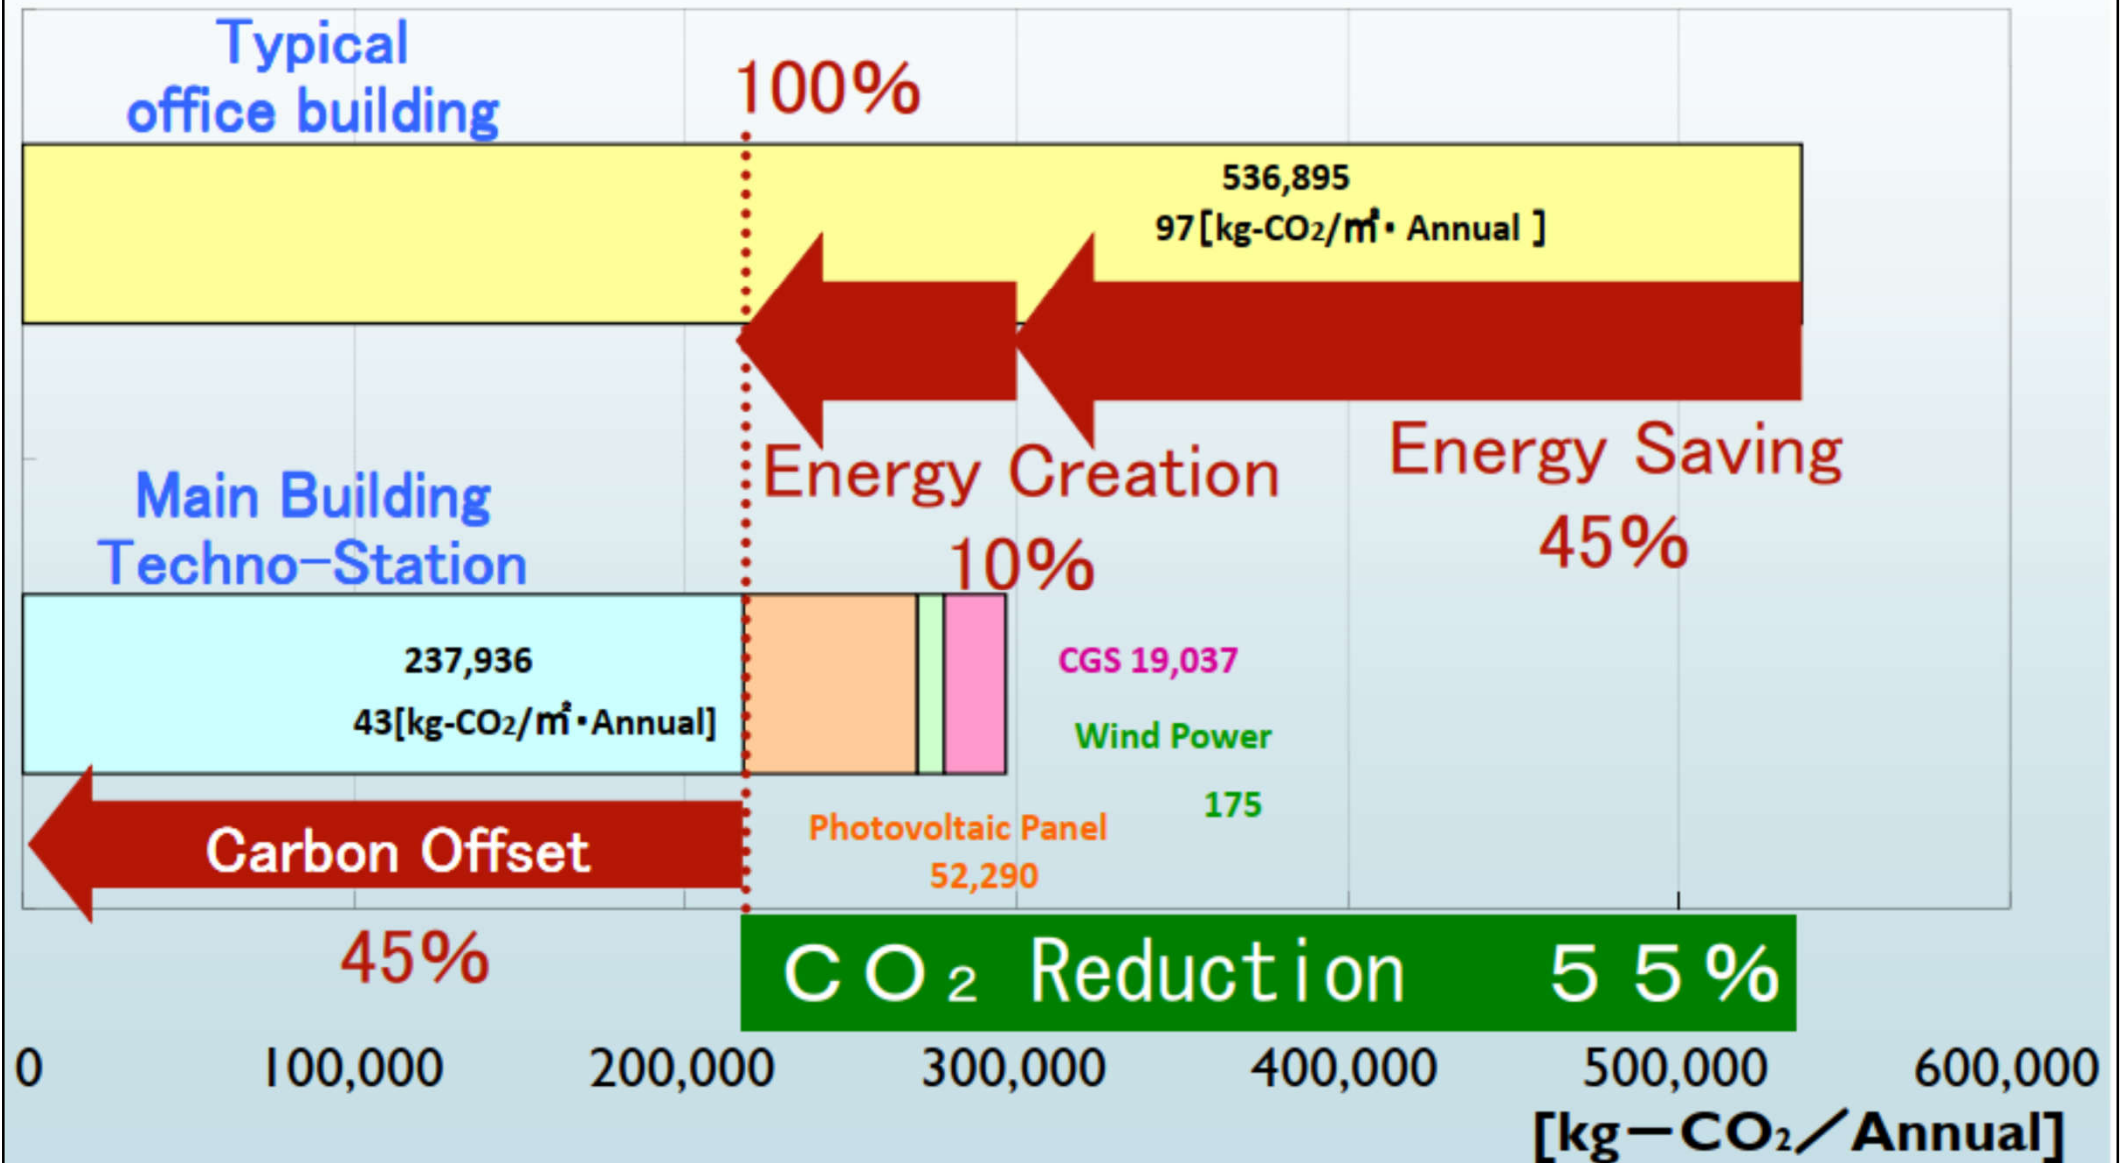 Typical
office building
100%
536,895
97[kg-CO₂/㎡・ Annual ]
Energy Saving
45%
Energy Creation
10%
Main Building
Techno-Station
237,936
43[kg-CO₂/㎡・Annual]
CGS 19,037
Wind Power
175
Photovoltaic Panel
52,290
Carbon Offset
45%
CO₂ Reduction 55%
0 100,000 200,000 300,000 400,000 500,000 600,000
[kg-CO₂/Annual]